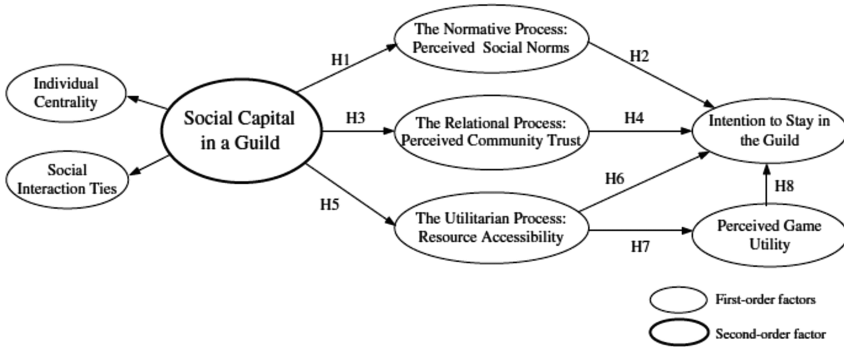 The Normative Process:
Perceived Social Norms
H1
H2
Individual
Centrality
Social Capital
in a Guild
H3
The Relational Process:
Perceived Community Trust
H4
Intention to Stay in
the Guild
Social
Interaction Ties
H5
H6
H8
The Utilitarian Process:
Resource Accessibility
H7
Perceived Game
Utility
First-order factors
Second-order factor